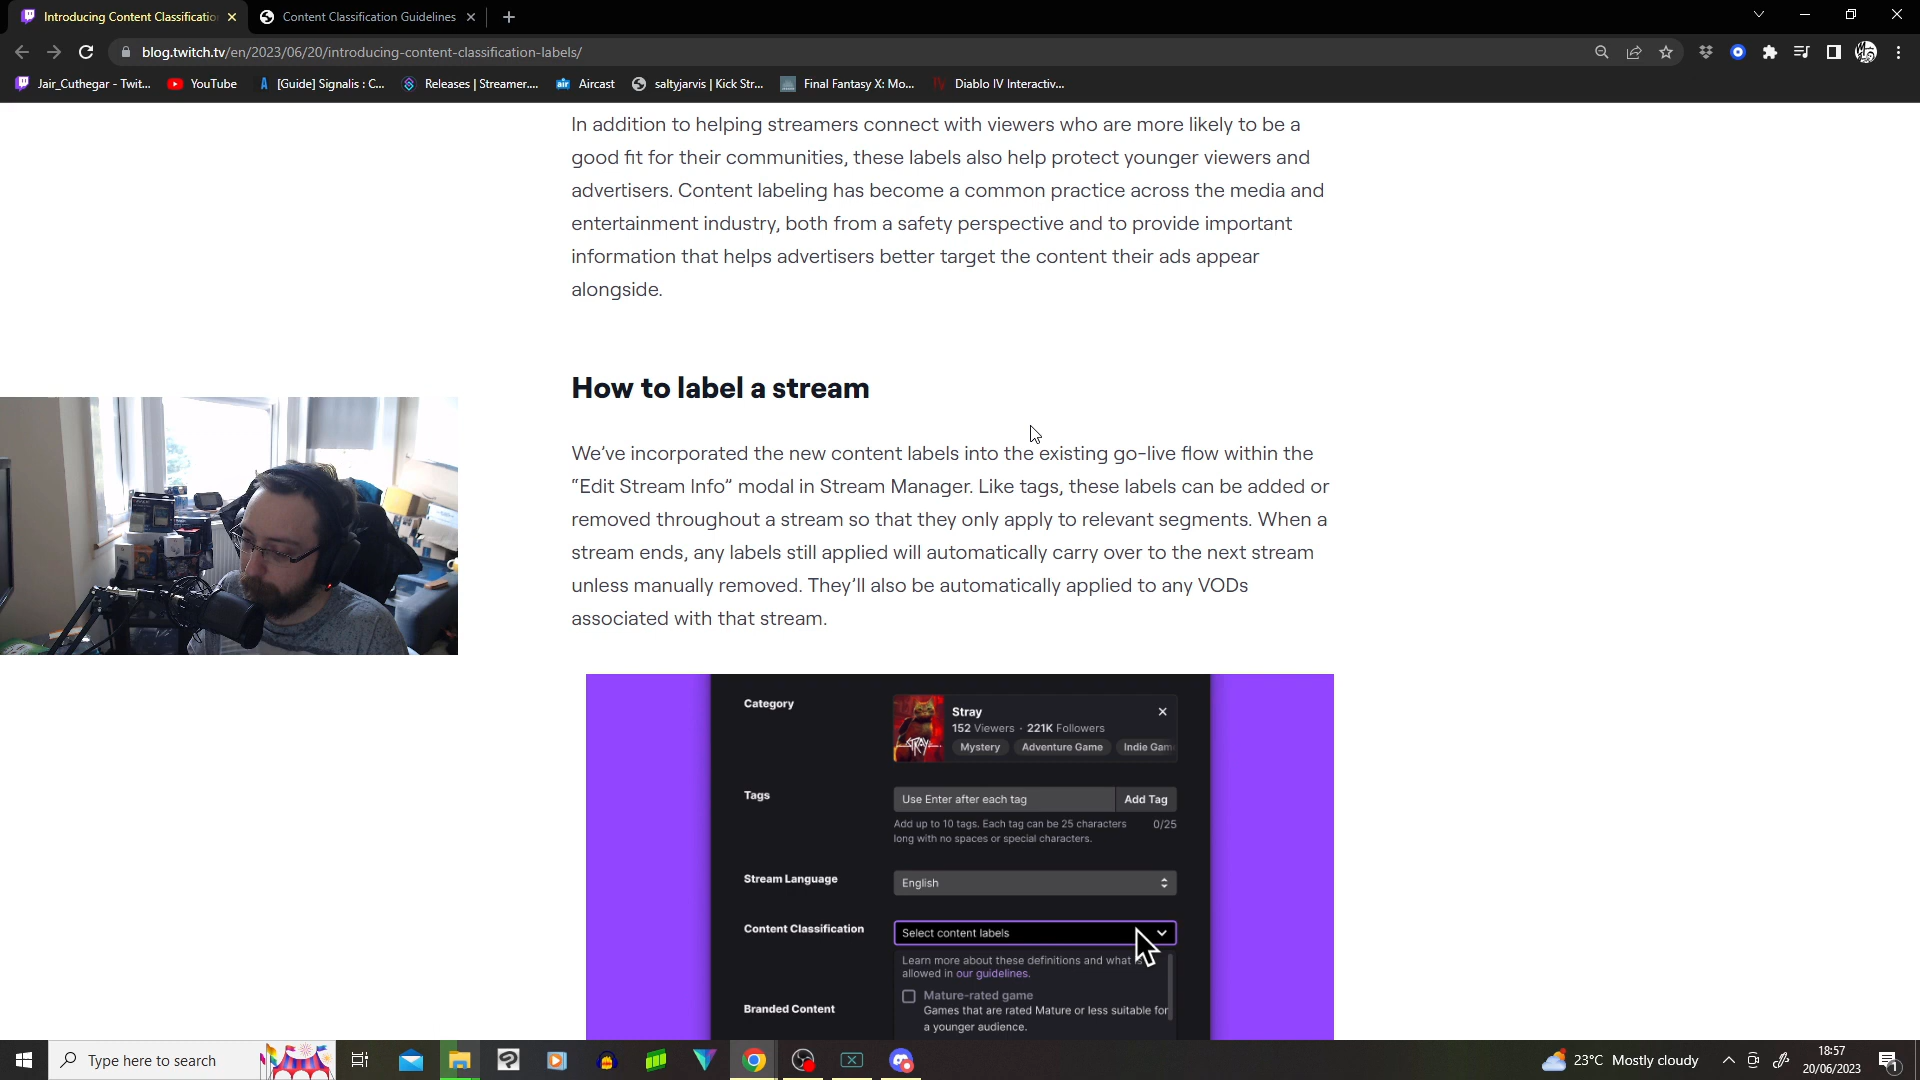 Introducing Content Classificatio
Content Classification Guidelines
blog.twitch.tv/en/2023/06/20/introducing-content-classification-labels/
Jair_Cuthegar - Twit...
YouTube
[Guide] Signalis : C...
Releases | Streamer....
air Aircast
saltyjarvis | Kick Str...
Final Fantasy X: Mo...
Diablo IV Interactiv...
In addition to helping streamers connect with viewers who are more likely to be a
good fit for their communities, these labels also help protect younger viewers and
advertisers. Content labeling has become a common practice across the media and
entertainment industry, both from a safety perspective and to provide important
information that helps advertisers better target the content their ads appear
alongside.
How to label a stream
We’ve incorporated the new content labels into the existing go-live flow within the
“Edit Stream Info” modal in Stream Manager. Like tags, these labels can be added or
removed throughout a stream so that they only apply to relevant segments. When a
stream ends, any labels still applied will automatically carry over to the next stream
unless manually removed. They’ll also be automatically applied to any VODs
associated with that stream.
Category
STRAY
Stray
152 Viewers · 221K Followers
Mystery Adventure Game Indie Gam
Tags
Use Enter after each tag
Add Tag
Add up to 10 tags. Each tag can be 25 characters
long with no spaces or special characters.
0/25
Stream Language
English
Content Classification
Select content labels
Learn more about these definitions and what is
allowed in our guidelines.
Mature-rated game
Games that are rated Mature or less suitable for
a younger audience.
Branded Content
Type here to search
23°C Mostly cloudy
18:57
20/06/2023
1